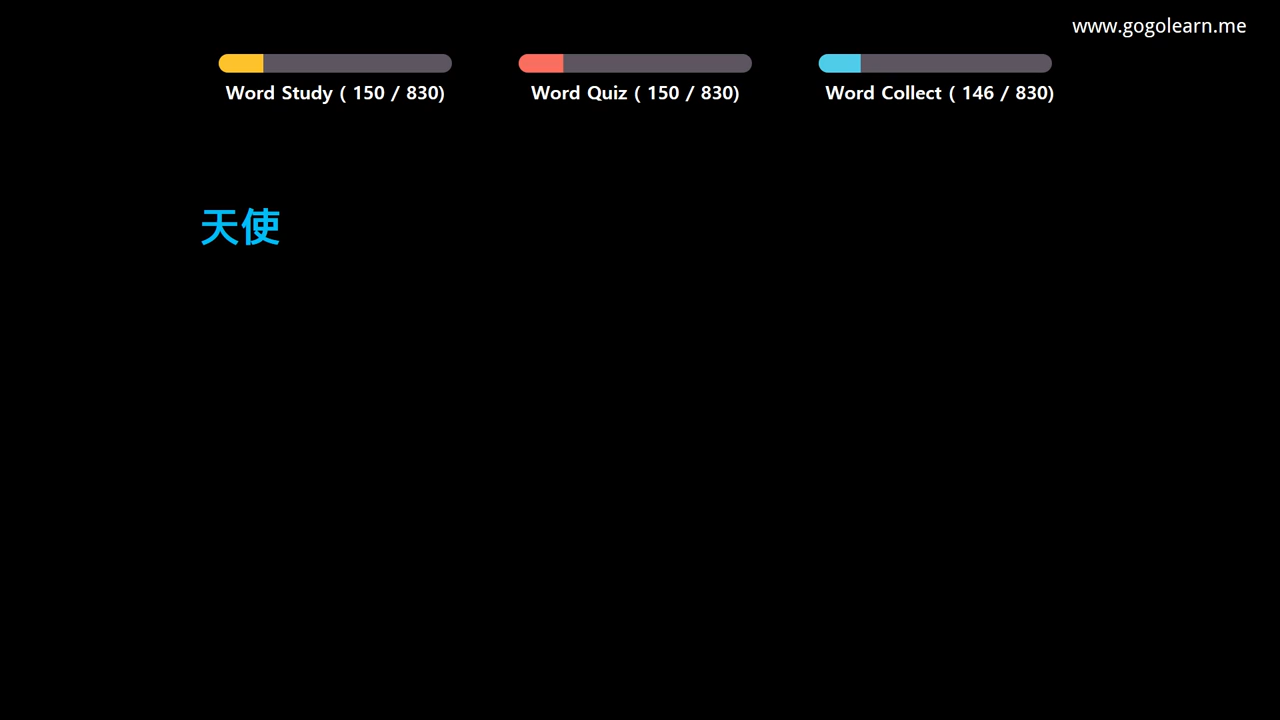 www.gogolearn.me
Word Study ( 150 / 830)
Word Quiz ( 150 / 830)
Word Collect ( 146 / 830)
天使